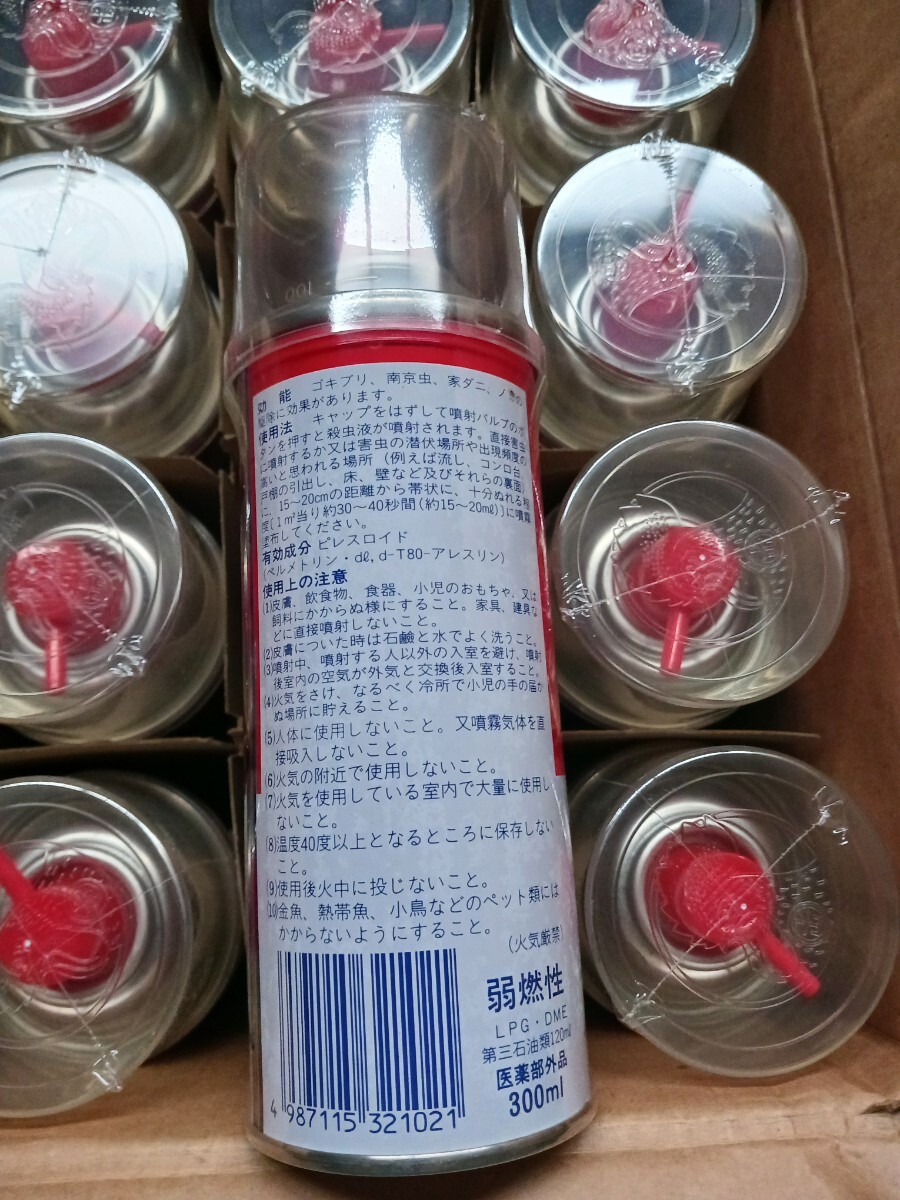 100
効能 ゴキブリ、南京虫、家ダニ、ノミの
駆除に効果があります。
使用法 キャップをはずして噴射バルブのボ
タンを押すと殺虫液が噴射されます。直接害虫
に噴射するか又は害虫の潜伏場所や出現頻度の
高いと思われる場所（例えば流し、コンロ台、
戸棚の引出し、床、壁など及びそれらの裏面）
に、15〜20cmの距離から帯状に、十分ぬれる程
度{1㎡当り約30〜40秒間(約15〜20ml)}に噴霧
塗布してください。
有効成分 ピレスロイド
(ペルメトリン・dl,d-T80-アレスリン)
使用上の注意
(1)皮膚、飲食物、食器、小児のおもちゃ、又は
飼料にかからぬ様にすること。家具、建具な
どに直接噴射しないこと。
(2)皮膚についた時は石鹼と水でよく洗うこと。
(3)噴射中、噴射する人以外の入室を避け、噴射
後室内の空気が外気と交換後入室すること。
(4)火気をさけ、なるべく冷所で小児の手の届か
ぬ場所に貯えること。
(5)人体に使用しないこと。又噴霧気体を直
接吸入しないこと。
(6)火気の附近で使用しないこと。
(7)火気を使用している室内で大量に使用し
ないこと。
(8)温度40度以上となるところに保存しない
こと。
(9)使用後火中に投じないこと。
(10)金魚、熱帯魚、小鳥などのペット類には
かからないようにすること。
(火気厳禁)
弱燃性
LPG・DME
第三石油類120ml
医薬部外品
300ml
4 987115 321021